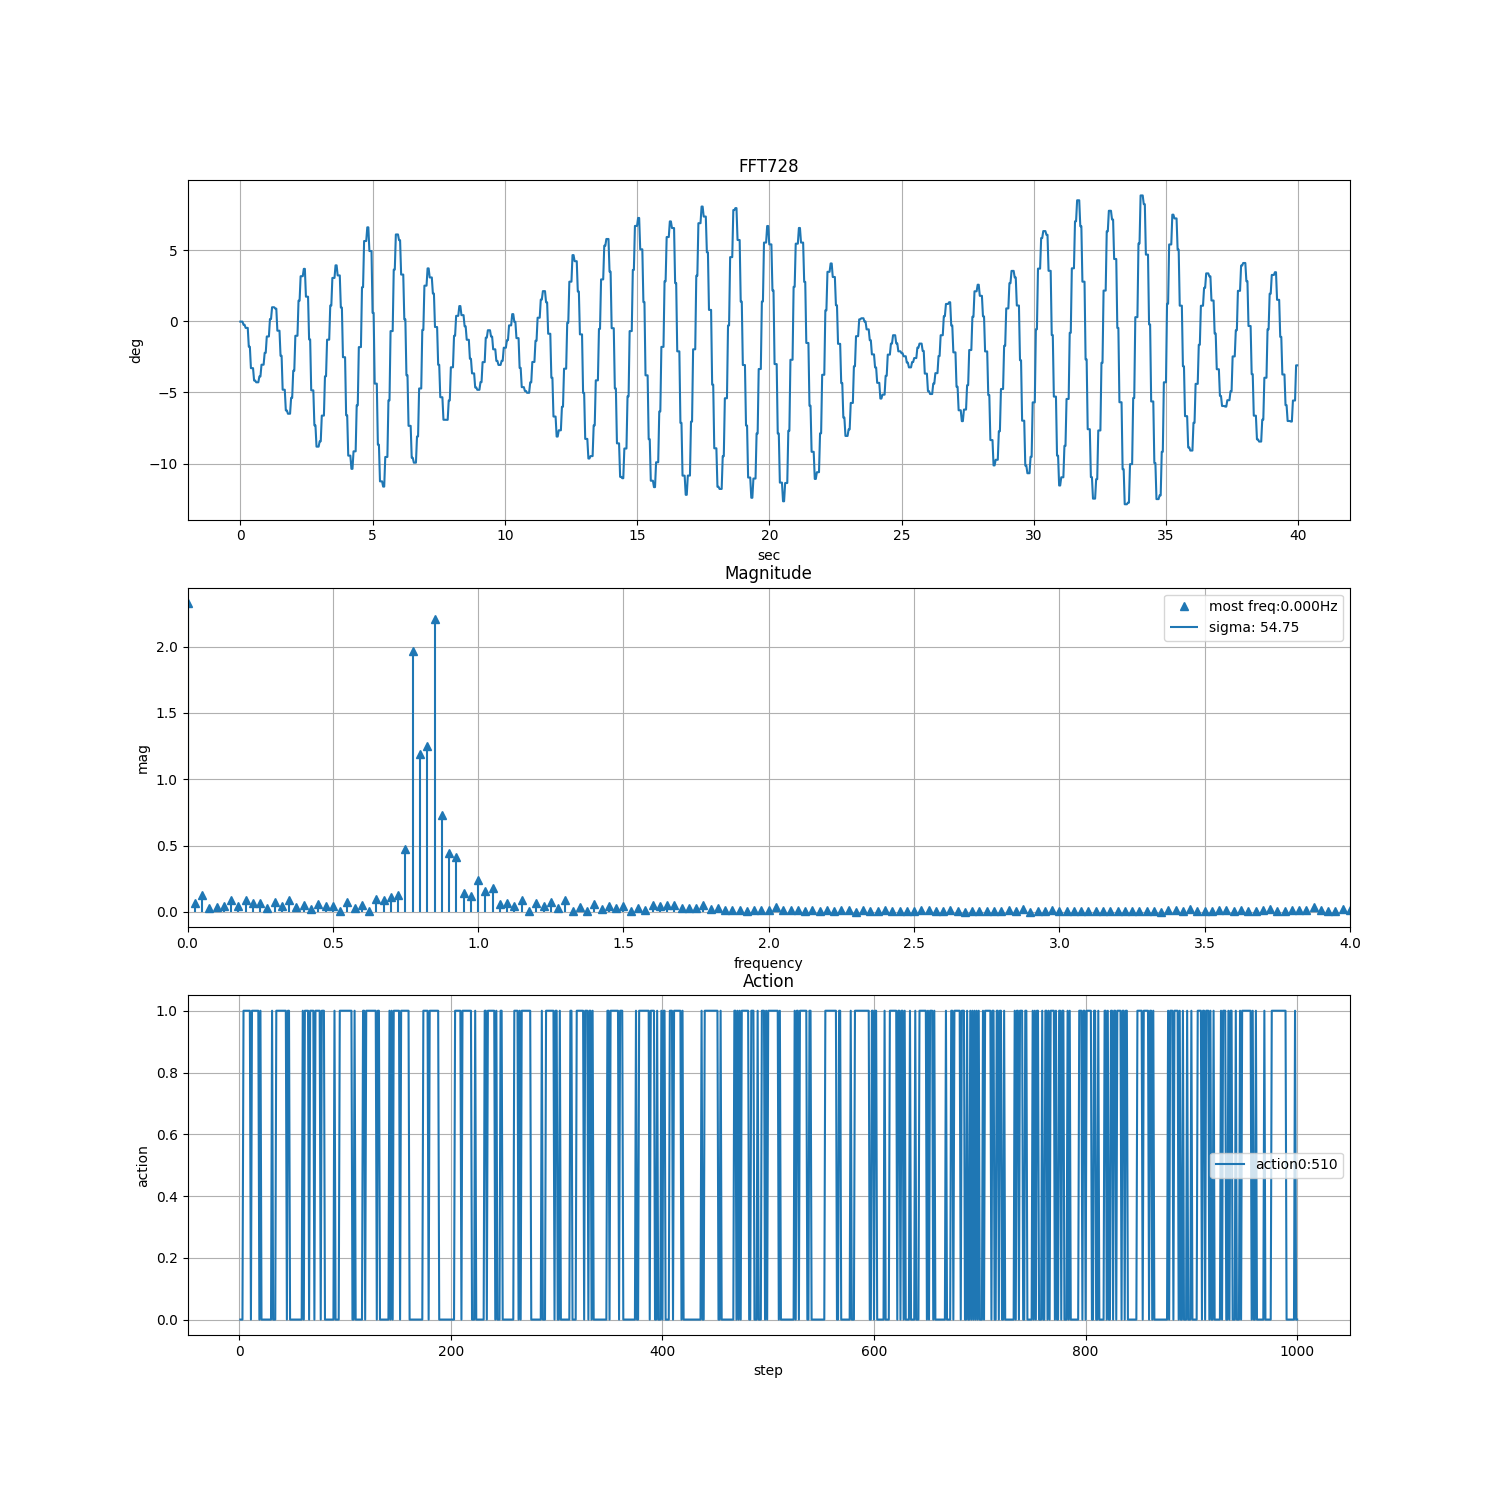 FFT728
deg
5
0
−5
−10
0 5 10 15 20 25 30 35 40
sec
Magnitude
mag
2.0
1.5
1.0
0.5
0.0
most freq:0.000Hz
sigma: 54.75
0.0 0.5 1.0 1.5 2.0 2.5 3.0 3.5 4.0
frequency
Action
action
1.0
0.8
0.6
0.4
0.2
0.0
action0:510
0 200 400 600 800 1000
step